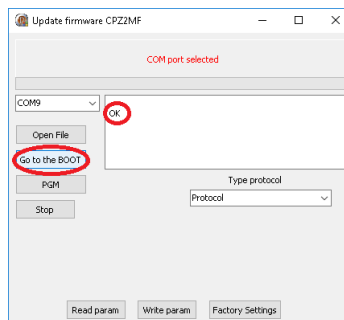 Update firmware CPZ2MF
COM port selected
COM9
OK
Open File
Go to the BOOT
PGM
Type protocol
Protocol
Stop
Read param
Write param
Factory Settings